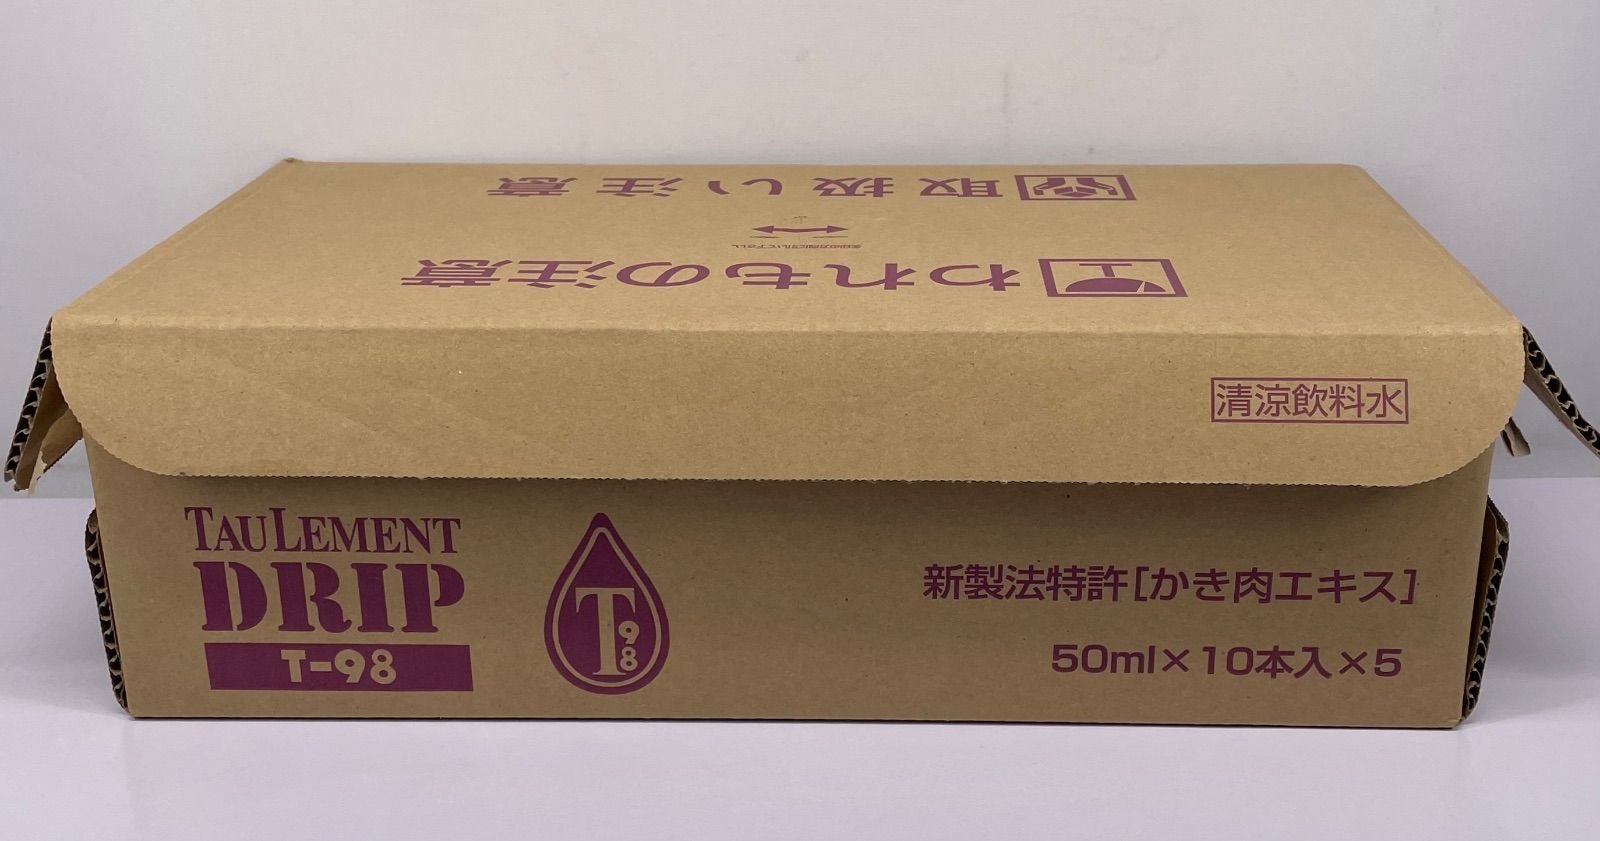 取扱い注意
われもの注意
清涼飲料水
TAULEMENT
DRIP
T-98
T98
新製法特許[かき肉エキス]
50ml×10本入×5